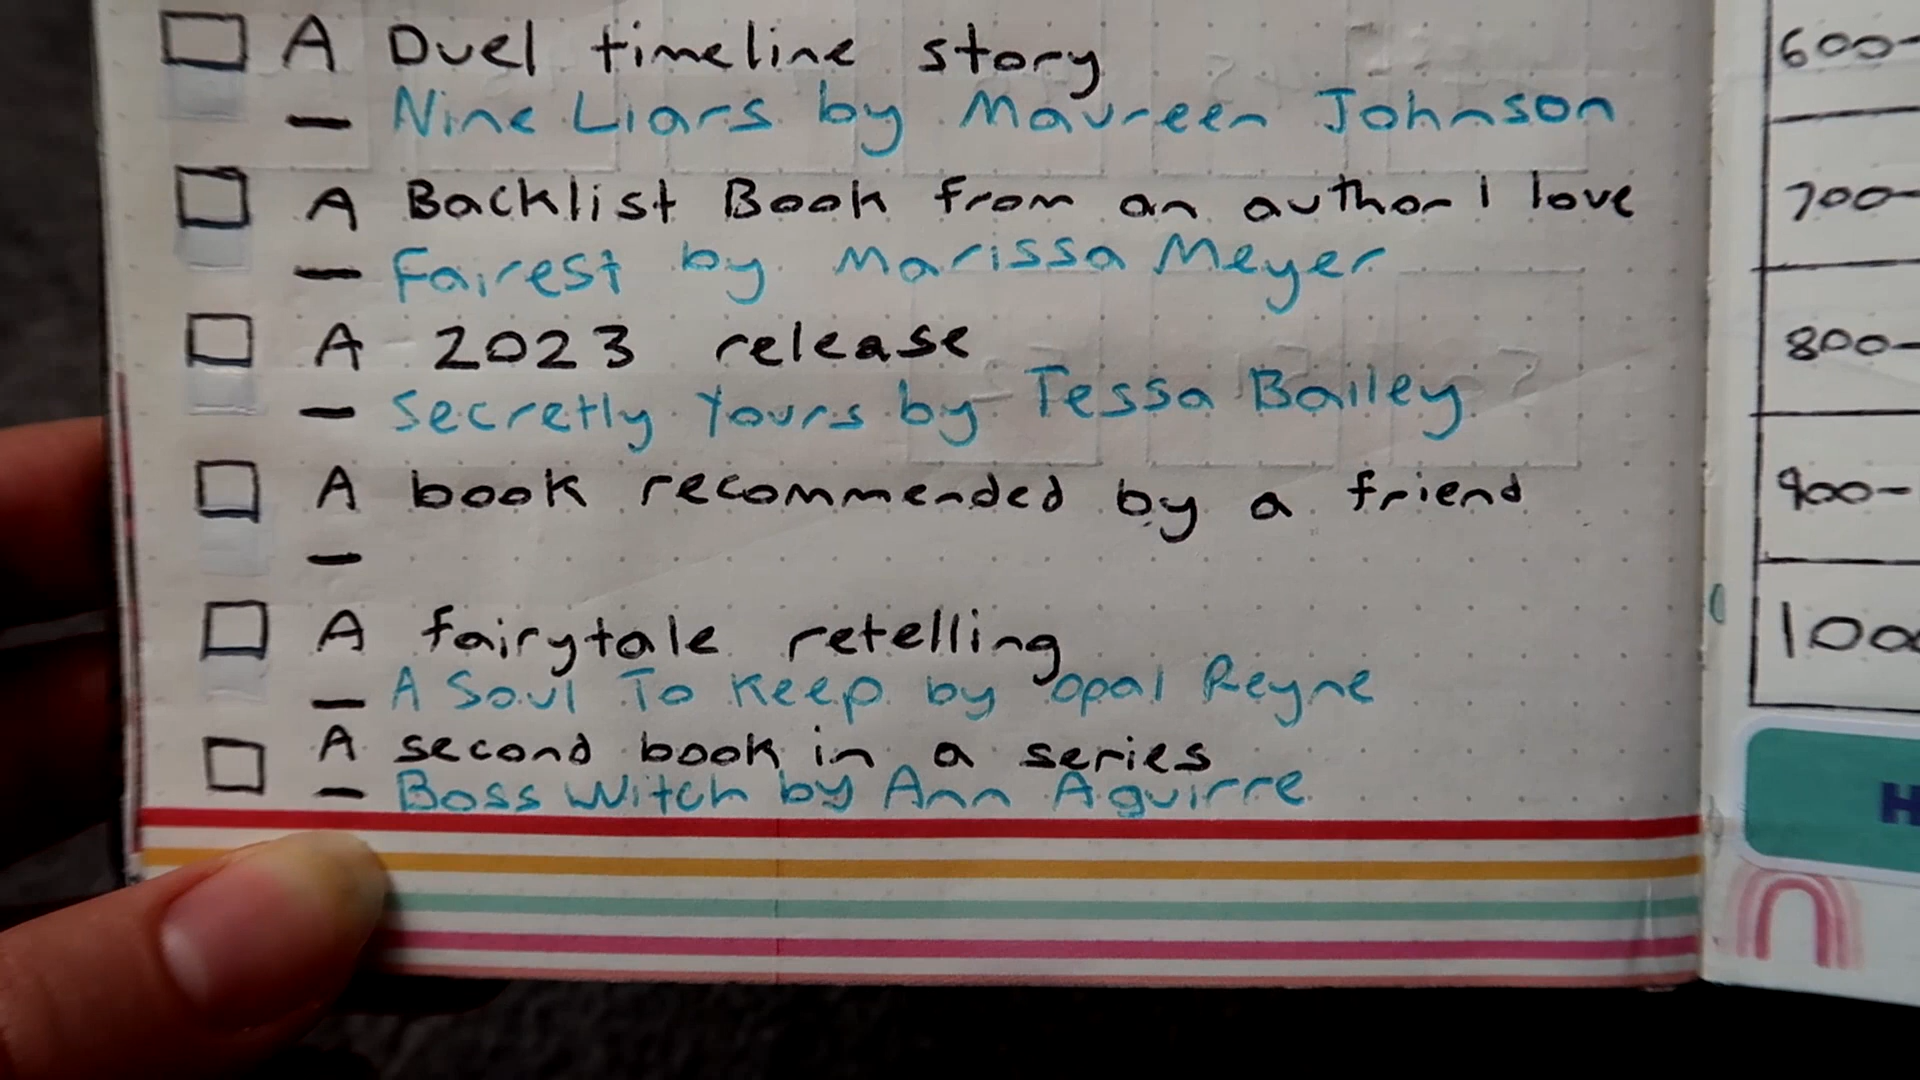 A Duel timeline story
— Nine Liars by Maureen Johnson
A Backlist Book from an author I love
— Fairest by Marissa Meyer
A 2023 release
— Secretly Yours by Tessa Bailey
A book recommended by a friend
—
A fairytale retelling
— A Soul To Keep by Opal Reyne
A second book in a series
— Boss Witch by Ann Aguirre
600-
700-
800-
900-
100
H